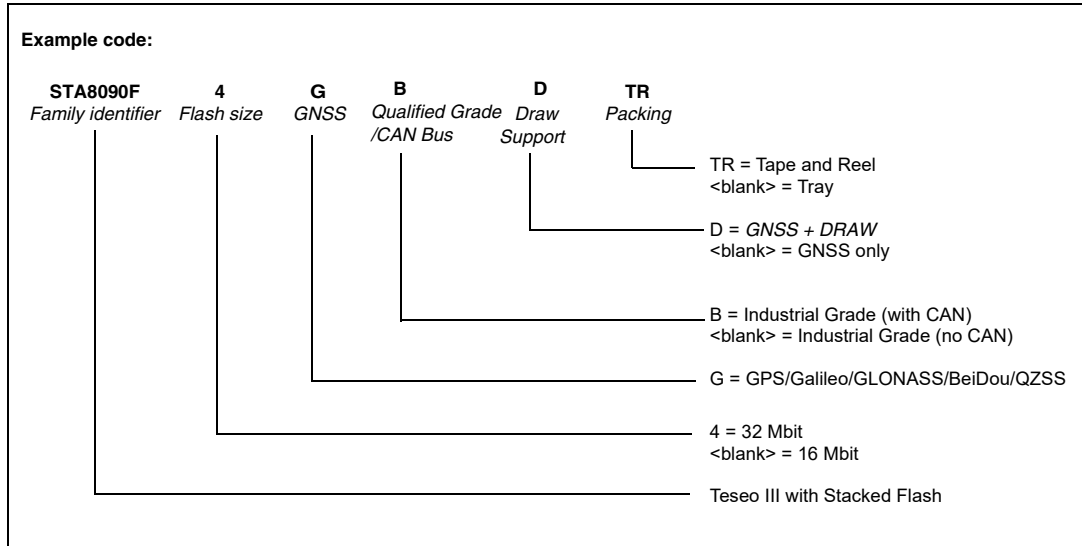 Example code:
STA8090F 4 G B D TR
Family identifier Flash size GNSS Qualified Grade Draw Packing
/CAN Bus Support
TR = Tape and Reel
<blank> = Tray
D = GNSS + DRAW
<blank> = GNSS only
B = Industrial Grade (with CAN)
<blank> = Industrial Grade (no CAN)
G = GPS/Galileo/GLONASS/BeiDou/QZSS
4 = 32 Mbit
<blank> = 16 Mbit
Teseo III with Stacked Flash